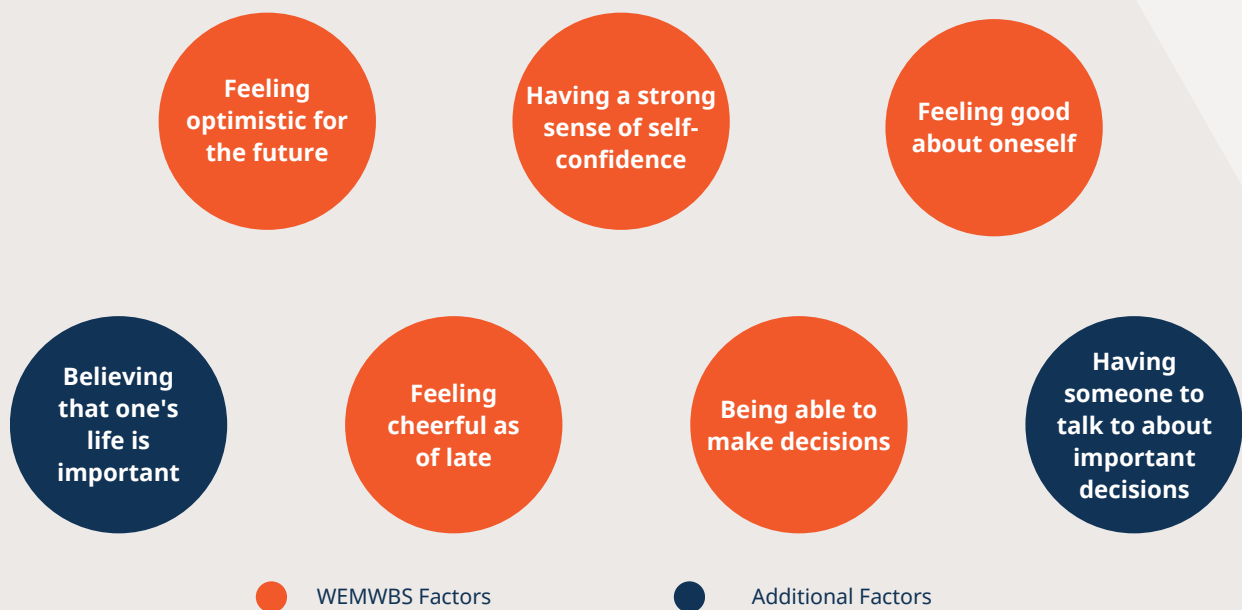 Feeling
optimistic for
the future
Having a strong
sense of self-
confidence
Feeling good
about oneself
Believing
that one's
life is
important
Feeling
cheerful as
of late
Being able to
make decisions
Having
someone to
talk to about
important
decisions
WEMWBS Factors
Additional Factors